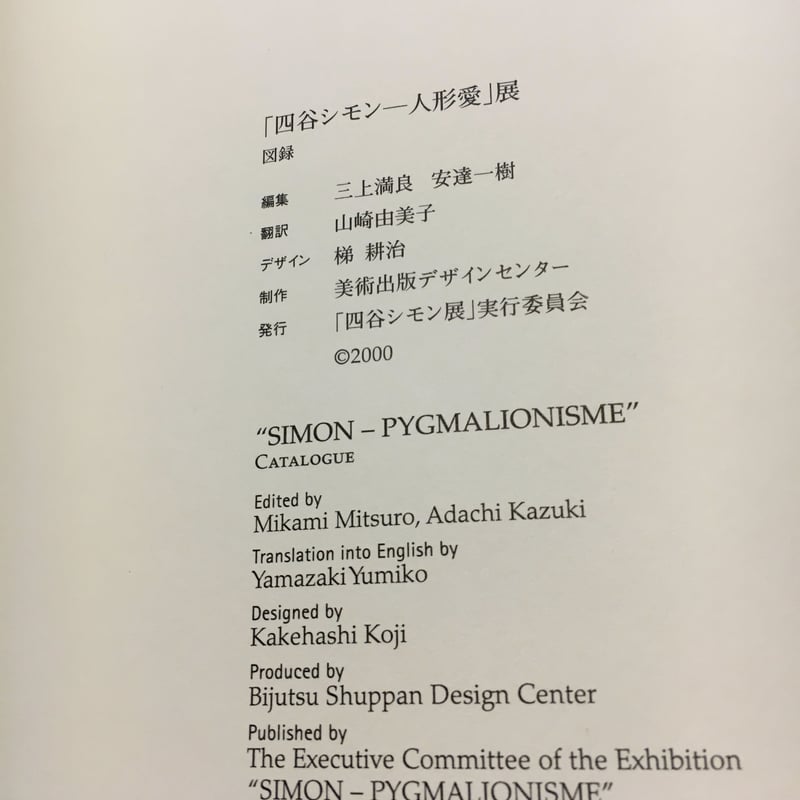 「四谷シモン―人形愛」展
図録
編集 三上満良 安達一樹
翻訳 山崎由美子
デザイン 梯 耕治
制作 美術出版デザインセンター
発行 「四谷シモン展」実行委員会
©2000
“SIMON – PYGMALIONISME”
CATALOGUE
Edited by
Mikami Mitsuro, Adachi Kazuki
Translation into English by
Yamazaki Yumiko
Designed by
Kakehashi Koji
Produced by
Bijutsu Shuppan Design Center
Published by
The Executive Committee of the Exhibition
“SIMON – PYGMALIONISME”